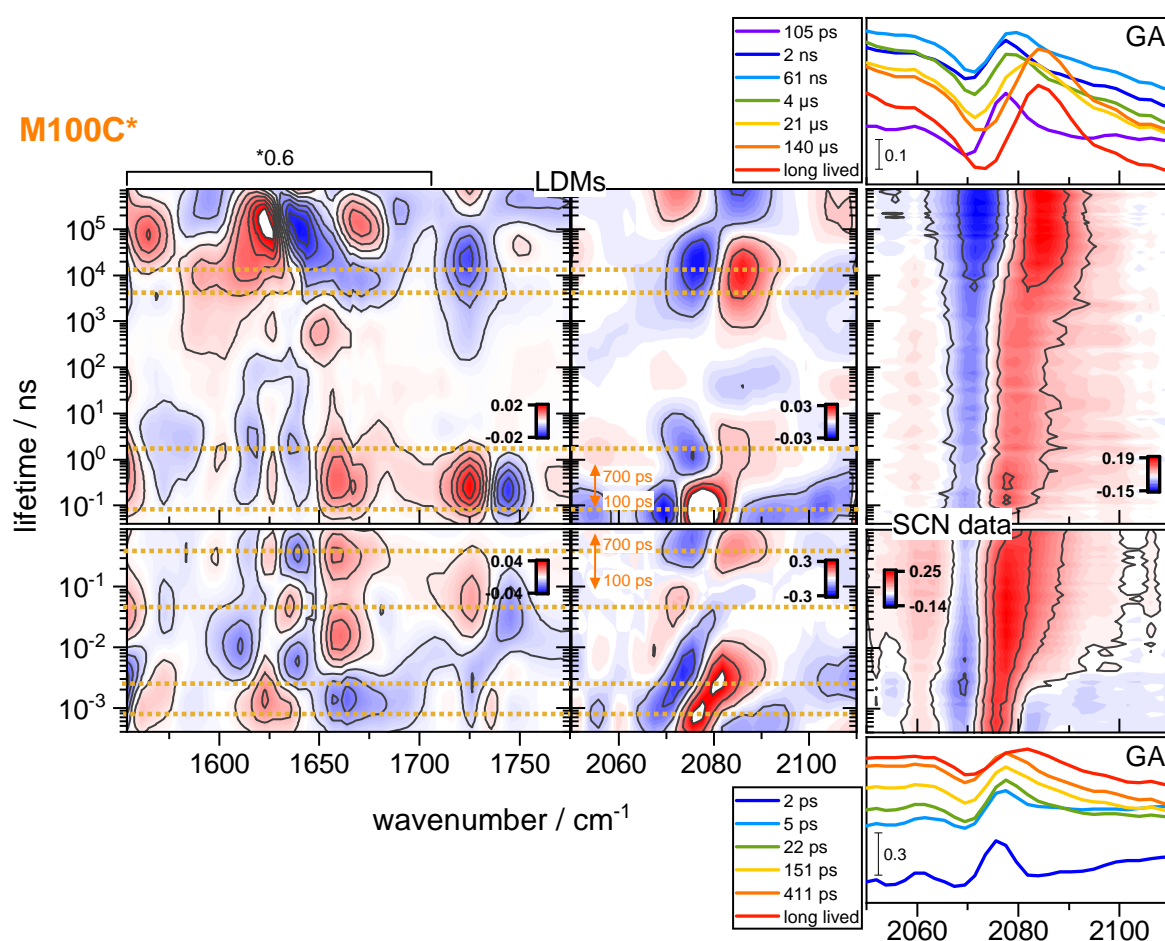 105 ps
2 ns
61 ns
4 µs
21 µs
140 µs
long lived
GA
0.1
M100C*
*0.6
LDMs
10⁵
10⁴
10³
10²
10¹
10⁰
10⁻¹
0.02
-0.02
0.03
-0.03
0.19
-0.15
700 ps
100 ps
SCN data
lifetime / ns
10⁻¹
10⁻²
10⁻³
0.04
-0.04
700 ps
100 ps
0.3
-0.3
0.25
-0.14
1600 1650 1700 1750
2060 2080 2100
wavenumber / cm⁻¹
GA
2 ps
5 ps
22 ps
151 ps
411 ps
long lived
0.3
2060 2080 2100